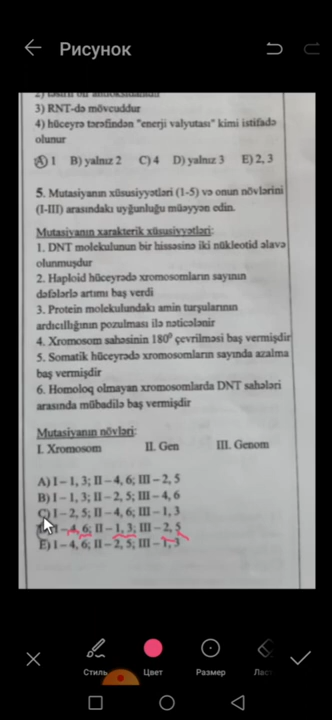 Рисунок
3) RNT-də mövcuddur
4) hüceyrə tərəfindən "enerji valyutası" kimi istifadə
olunur
A) 1 B) yalnız 2 C) 4 D) yalnız 3 E) 2, 3
5. Mutasiyanın xüsusiyyətləri (1-5) və onun növlərini
(I-III) arasındakı uyğunluğu müəyyən edin.
Mutasiyanın xarakterik xüsusiyyətləri:
1. DNT molekulunun bir hissəsinə iki nükleotid əlavə
olunmuşdur
2. Haploid hüceyrədə xromosomların sayının
dəfələrlə artımı baş verdi
3. Protein molekulundakı amin turşularının
ardıcıllığının pozulması ilə nəticələnir
4. Xromosom sahəsinin 180⁰ çevrilməsi baş vermişdir
5. Somatik hüceyrədə xromosomların sayında azalma
baş vermişdir
6. Homoloq olmayan xromosomlarda DNT sahələri
arasında mübadilə baş vermişdir
Mutasiyanın növləri:
I. Xromosom II. Gen III. Genom
A) I – 1, 3; II – 4, 6; III – 2, 5
B) I – 1, 3; II – 2, 5; III – 4, 6
C) I – 2, 5; II – 4, 6; III – 1, 3
I – 4, 6; II – 1, 3; III – 2, 5
E) I – 4, 6; II – 2, 5; III – 1, 3
Стиль Цвет Размер